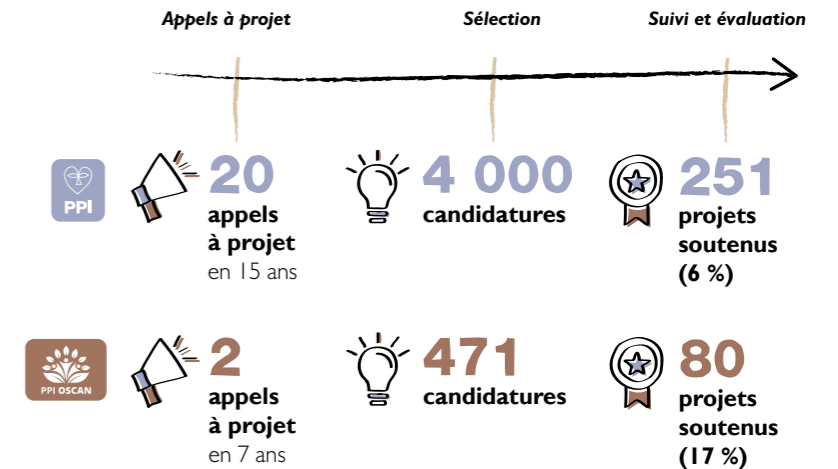 Appels à projet
Sélection
Suivi et évaluation
PPI
20
appels
à projet
en 15 ans
4 000
candidatures
251
projets
soutenus
(6 %)
PPI OSCAN
2
appels
à projet
en 7 ans
471
candidatures
80
projets
soutenus
(17 %)